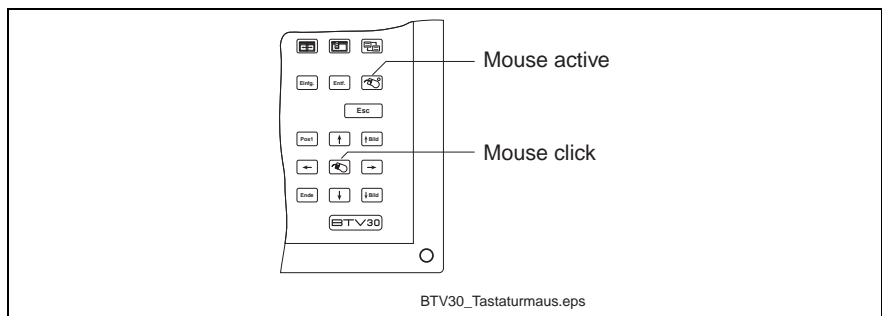 Mouse active
Einfg. Entf.
Esc
Pos1 Bild
Mouse click
Ende Bild
BTV30
BTV30_Tastaturmaus.eps